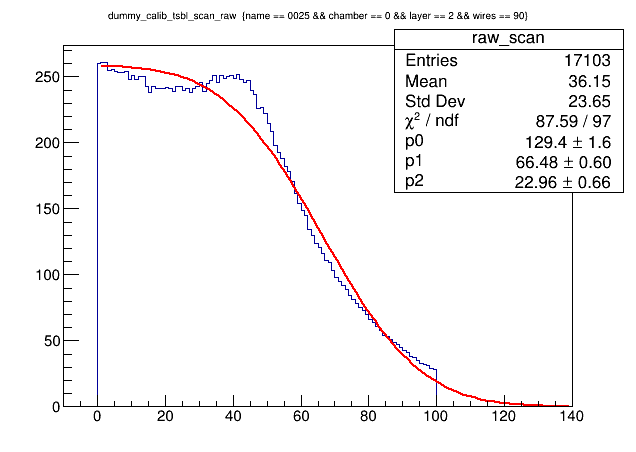 dummy_calib_tsbl_scan_raw {name == 0025 && chamber == 0 && layer == 2 && wires == 90}
raw_scan
Entries 17103
Mean 36.15
Std Dev 23.65
χ² / ndf 87.59 / 97
p0 129.4 ± 1.6
p1 66.48 ± 0.60
p2 22.96 ± 0.66
250
200
150
100
50
0
0 20 40 60 80 100 120 140